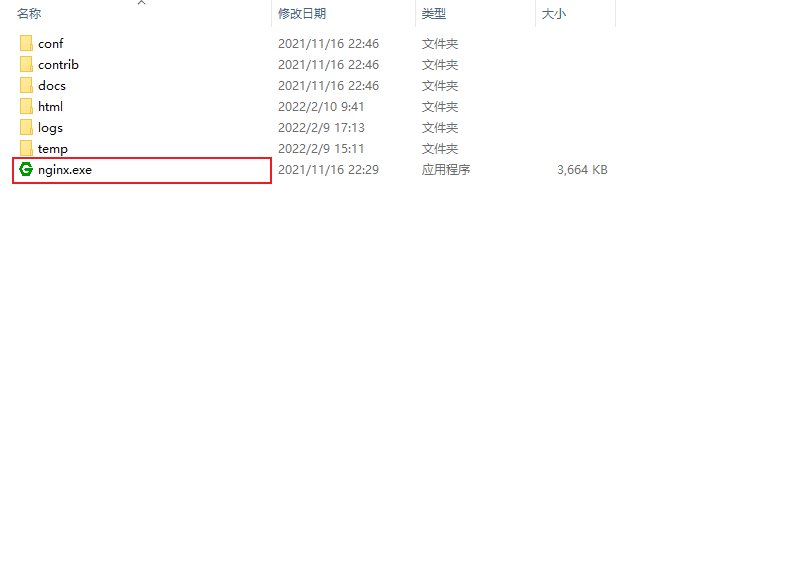 名称 修改日期 类型 大小
conf 2021/11/16 22:46 文件夹
contrib 2021/11/16 22:46 文件夹
docs 2021/11/16 22:46 文件夹
html 2022/2/10 9:41 文件夹
logs 2022/2/9 17:13 文件夹
temp 2022/2/9 15:11 文件夹
nginx.exe 2021/11/16 22:29 应用程序 3,664 KB